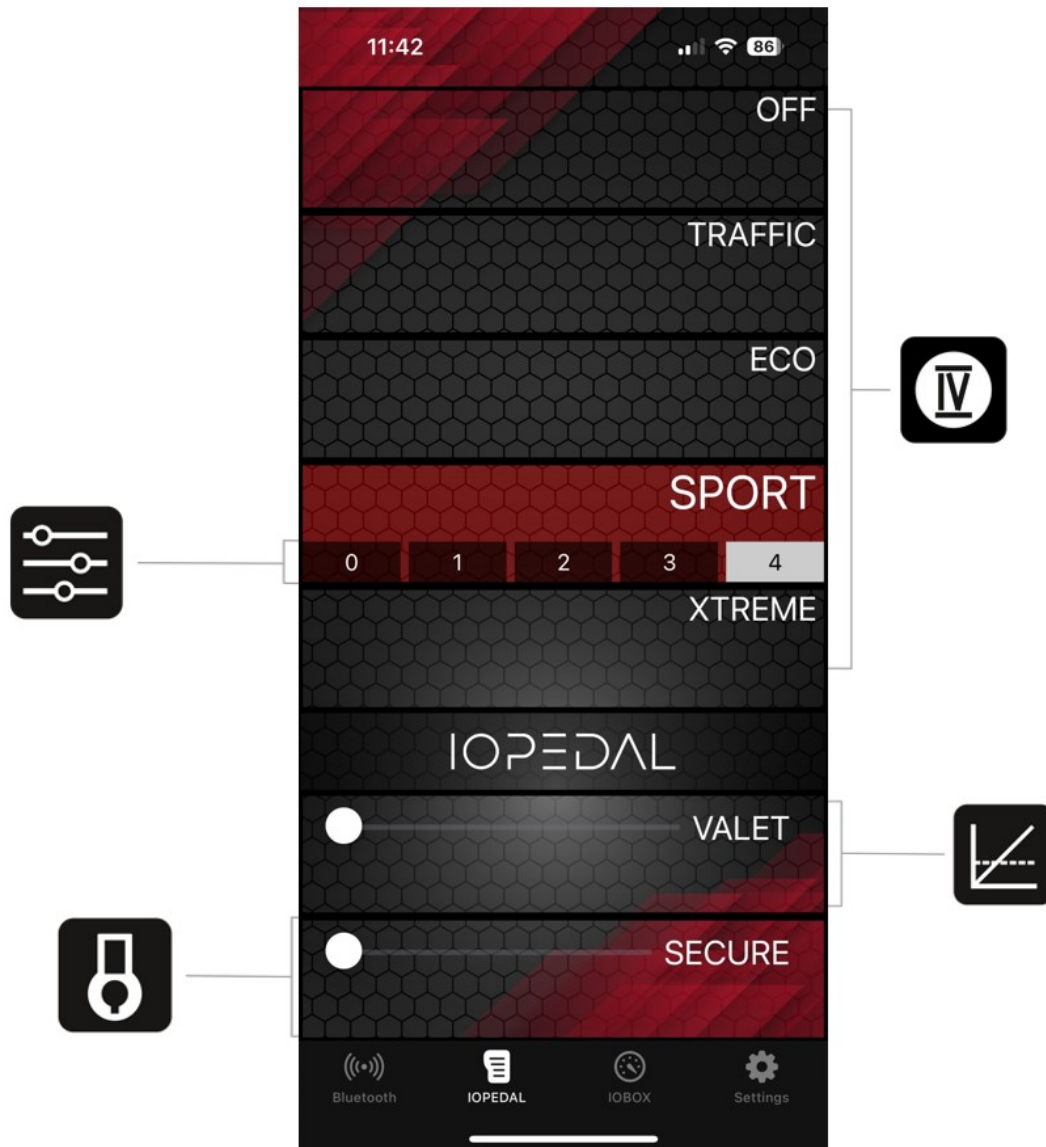 11:42
86
OFF
TRAFFIC
ECO
IV
SPORT
0 1 2 3 4
XTREME
IOPEDAL
VALET
SECURE
Bluetooth IOPEDAL IOBOX Settings